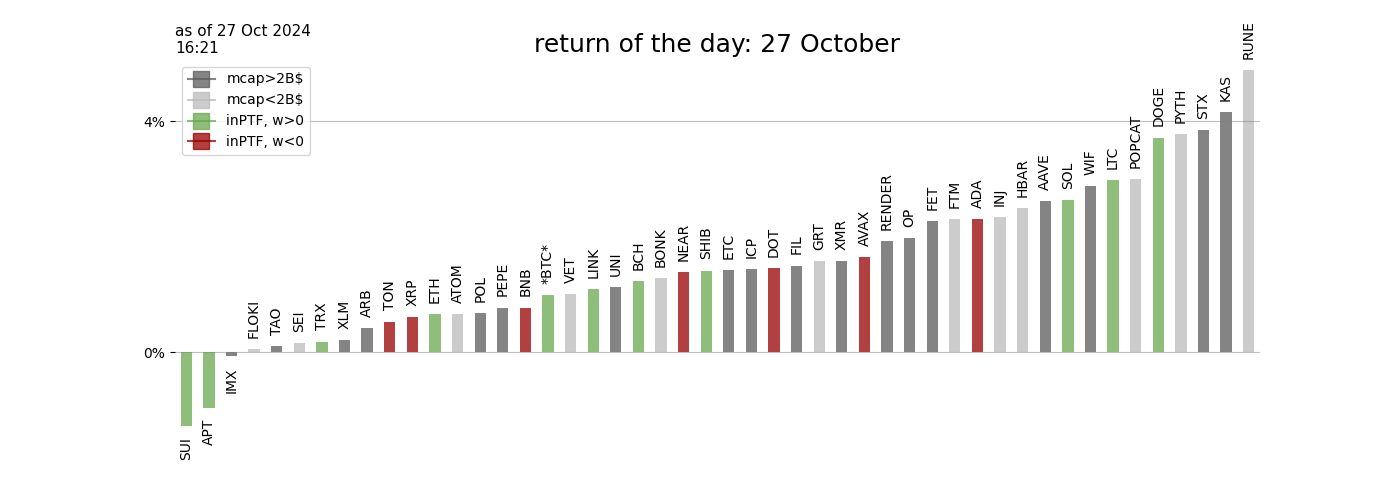 as of 27 Oct 2024
16:21
return of the day: 27 October
mcap>2B$
mcap<2B$
inPTF, w>0
inPTF, w<0
4%
0%
SUI
APT
IMX
FLOKI
TAO
SEI
TRX
XLM
ARB
TON
XRP
ETH
ATOM
POL
PEPE
BNB
*BTC*
VET
LINK
UNI
BCH
BONK
NEAR
SHIB
ETC
ICP
DOT
FIL
GRT
XMR
AVAX
RENDER
OP
FET
FTM
ADA
INJ
HBAR
AAVE
SOL
WIF
LTC
POPCAT
DOGE
PYTH
STX
KAS
RUNE